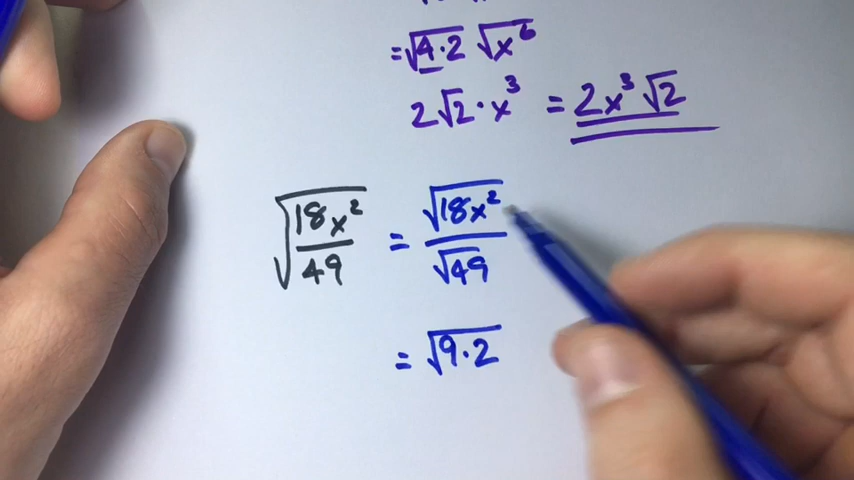 =√4·2 √x⁶
2√2·x³ = 2x³√2
√(18x²/49) = √18x²/√49
= √9·2